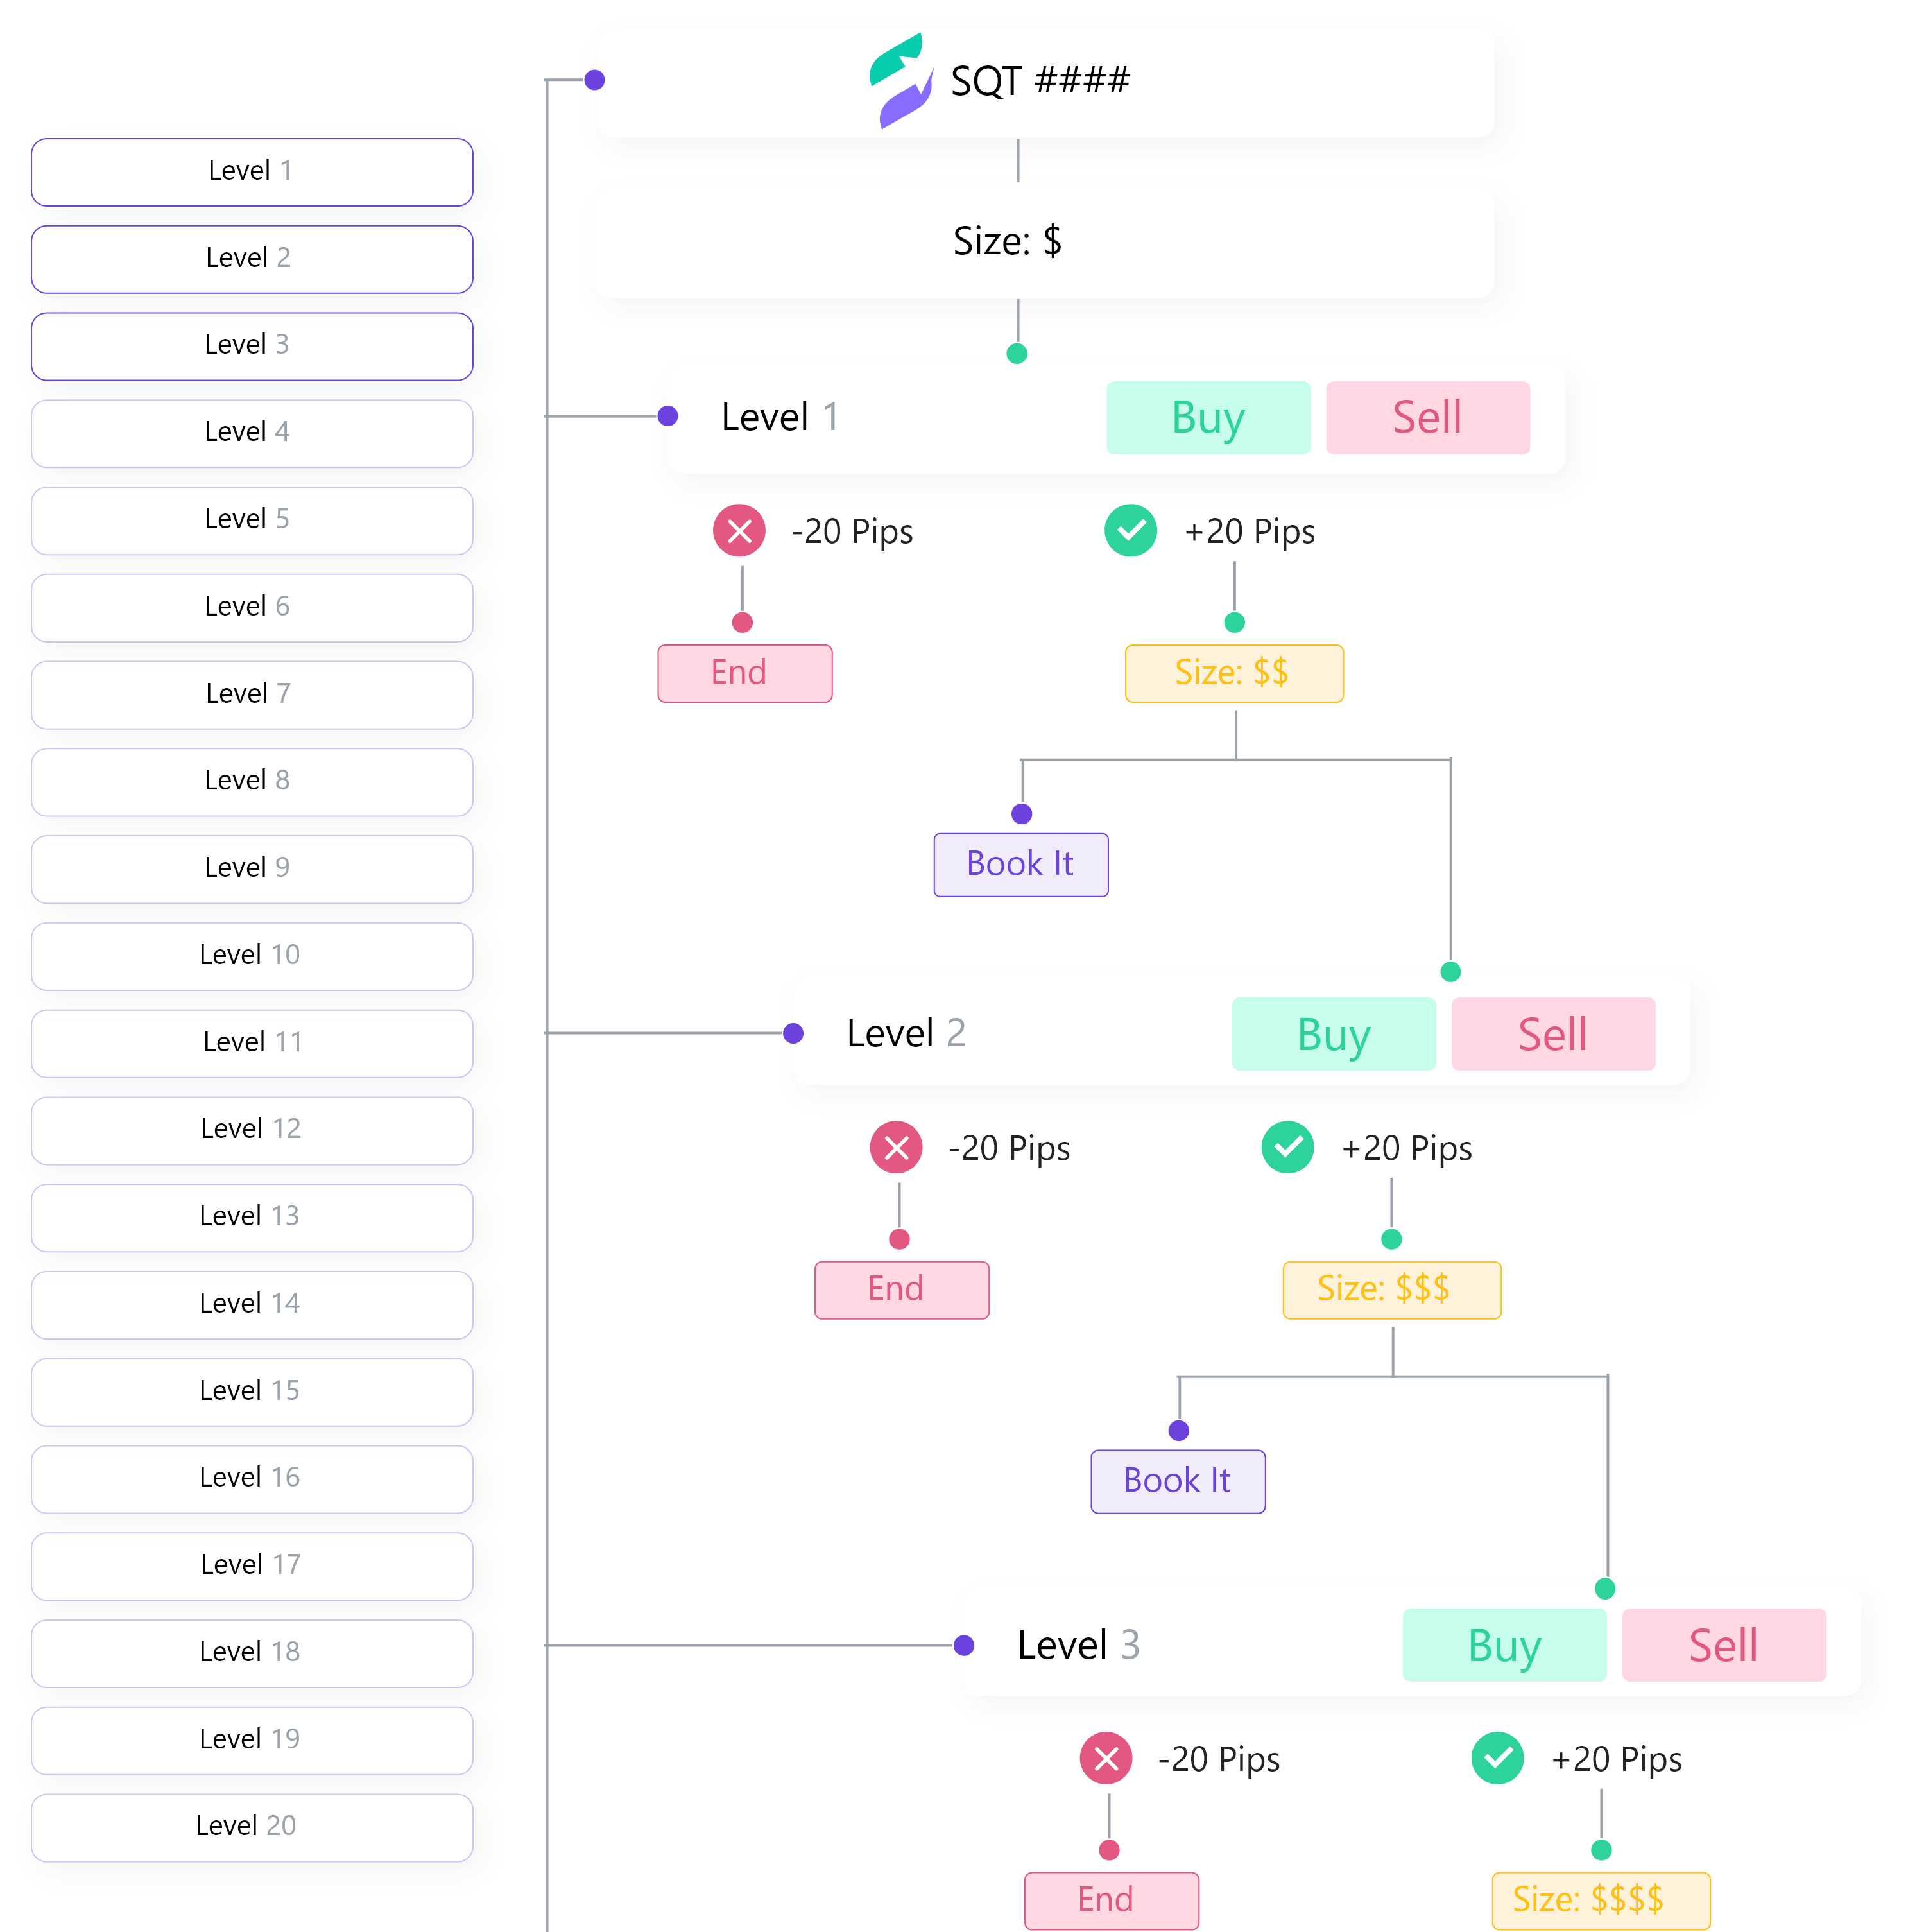 SQT ####
Size: $
Level 1
Level 2
Level 3
Level 4
Level 5
Level 6
Level 7
Level 8
Level 9
Level 10
Level 11
Level 12
Level 13
Level 14
Level 15
Level 16
Level 17
Level 18
Level 19
Level 20
Level 1 Buy Sell
-20 Pips +20 Pips
End Size: $$
Book It
Level 2 Buy Sell
-20 Pips +20 Pips
End Size: $$$
Book It
Level 3 Buy Sell
-20 Pips +20 Pips
End Size: $$$$